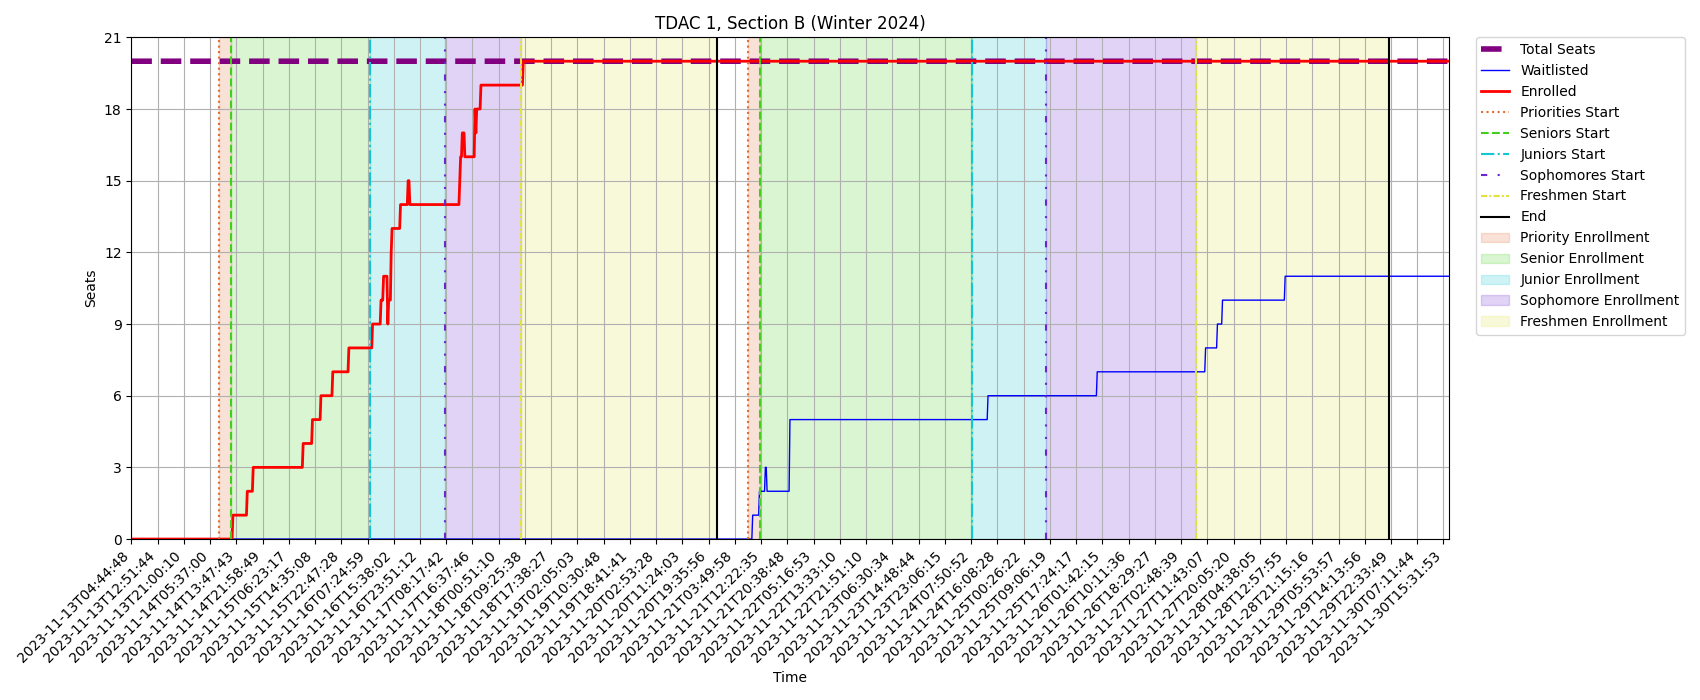 TDAC 1, Section B (Winter 2024)
21
18
15
12
9
6
3
0
Seats
2023-11-13T04:44:48
2023-11-13T12:51:44
2023-11-13T21:00:10
2023-11-14T05:37:00
2023-11-14T13:47:43
2023-11-14T21:58:49
2023-11-15T06:23:17
2023-11-15T14:35:08
2023-11-15T22:47:28
2023-11-16T07:24:59
2023-11-16T15:38:02
2023-11-16T23:51:12
2023-11-17T08:17:42
2023-11-17T16:37:46
2023-11-18T00:51:10
2023-11-18T09:25:38
2023-11-18T17:38:27
2023-11-19T02:05:03
2023-11-19T10:30:48
2023-11-19T18:41:41
2023-11-20T02:53:28
2023-11-20T11:24:03
2023-11-20T19:35:56
2023-11-21T03:49:58
2023-11-21T12:22:35
2023-11-21T20:38:48
2023-11-22T05:16:53
2023-11-22T13:33:10
2023-11-22T21:51:10
2023-11-23T06:30:34
2023-11-23T14:48:44
2023-11-23T23:06:15
2023-11-24T07:50:52
2023-11-24T16:08:28
2023-11-25T00:26:22
2023-11-25T09:06:19
2023-11-25T17:24:17
2023-11-26T01:42:15
2023-11-26T10:11:36
2023-11-26T18:29:27
2023-11-27T02:48:39
2023-11-27T11:43:07
2023-11-27T20:05:20
2023-11-28T04:38:05
2023-11-28T12:57:55
2023-11-28T21:15:16
2023-11-29T05:53:57
2023-11-29T14:13:56
2023-11-29T22:33:49
2023-11-30T07:11:44
2023-11-30T15:31:53
Time
Total Seats
Waitlisted
Enrolled
Priorities Start
Seniors Start
Juniors Start
Sophomores Start
Freshmen Start
End
Priority Enrollment
Senior Enrollment
Junior Enrollment
Sophomore Enrollment
Freshmen Enrollment